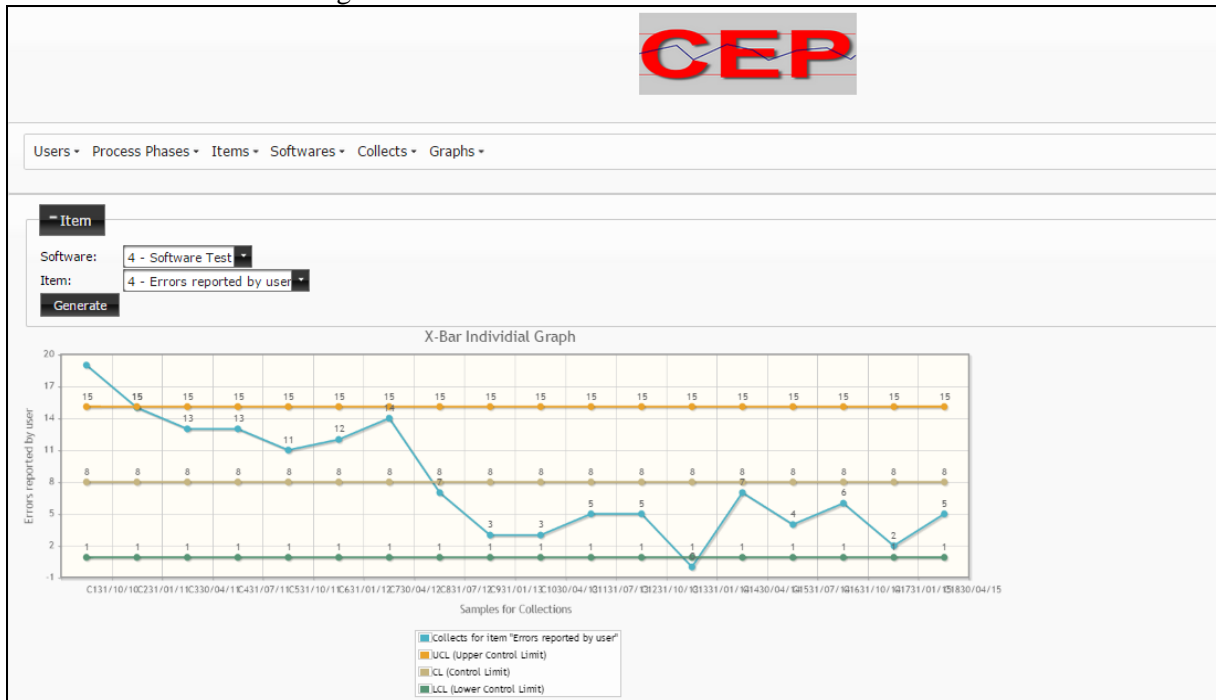 CEP
Users Process Phases Items Softwares Collects Graphs
Item
Software: 4 - Software Test
Item: 4 - Errors reported by user
Generate
X-Bar Individial Graph
20
17
14
11
8
5
2
-1
Errors reported by user
15 15 15 15 15 15 15 15 15 15 15 15 15 15 15 15 15 15
13 13 11 12 14 7 3 3 5 5 0 7 4 6 2 5
8 8 8 8 8 8 8 8 8 8 8 8 8 8 8 8 8 8
1 1 1 1 1 1 1 1 1 1 1 1 1 1 1 1 1 1
Samples for Collections
Collects for item "Errors reported by user"
UCL (Upper Control Limit)
CL (Control Limit)
LCL (Lower Control Limit)